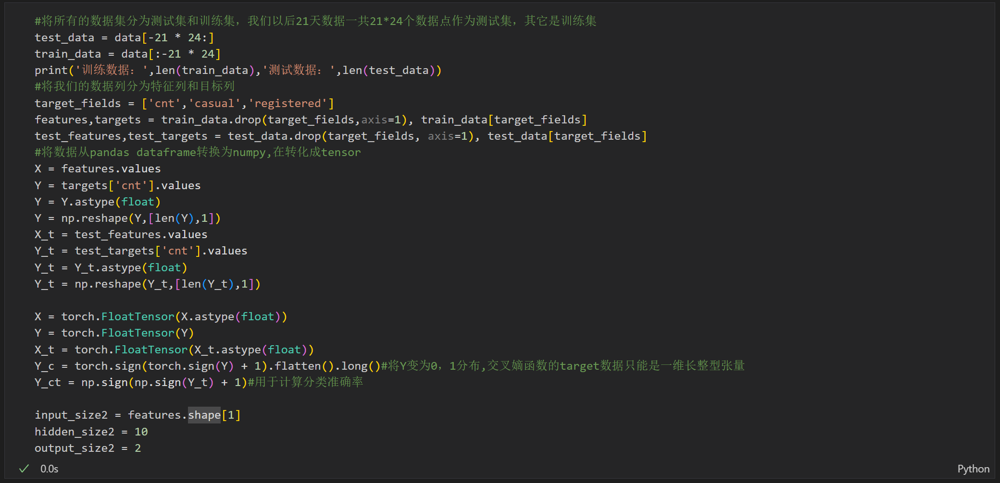 #将所有的数据集分为测试集和训练集，我们以后21天数据一共21*24个数据点作为测试集，其它是训练集
test_data = data[-21 * 24:]
train_data = data[:-21 * 24]
print('训练数据：',len(train_data),'测试数据：',len(test_data))
#将我们的数据列分为特征列和目标列
target_fields = ['cnt','casual','registered']
features,targets = train_data.drop(target_fields,axis=1), train_data[target_fields]
test_features,test_targets = test_data.drop(target_fields, axis=1), test_data[target_fields]
#将数据从pandas dataframe转换为numpy,在转化成tensor
X = features.values
Y = targets['cnt'].values
Y = Y.astype(float)
Y = np.reshape(Y,[len(Y),1])
X_t = test_features.values
Y_t = test_targets['cnt'].values
Y_t = Y_t.astype(float)
Y_t = np.reshape(Y_t,[len(Y_t),1])
X = torch.FloatTensor(X.astype(float))
Y = torch.FloatTensor(Y)
X_t = torch.FloatTensor(X_t.astype(float))
Y_c = torch.sign(torch.sign(Y) + 1).flatten().long()#将Y变为0，1分布,交叉嫡函数的target数据只能是一维长整型张量
Y_ct = np.sign(np.sign(Y_t) + 1)#用于计算分类准确率
input_size2 = features.shape[1]
hidden_size2 = 10
output_size2 = 2
0.0s
Python